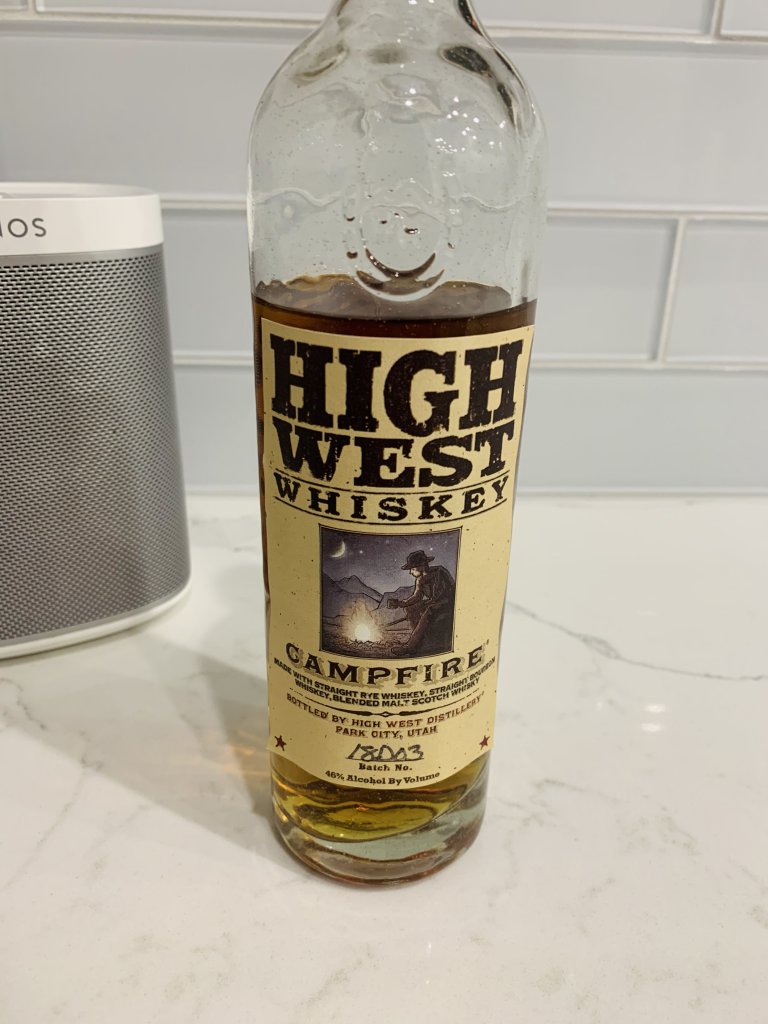 NOS
HIGH
WEST
WHISKEY
CAMPFIRE
MADE WITH STRAIGHT RYE WHISKEY, STRAIGHT BOURBON
WHISKEY, BLENDED MALT SCOTCH WHISKY
BOTTLED BY HIGH WEST DISTILLERY®
PARK CITY, UTAH
18D03
Batch No.
46% Alcohol By Volume